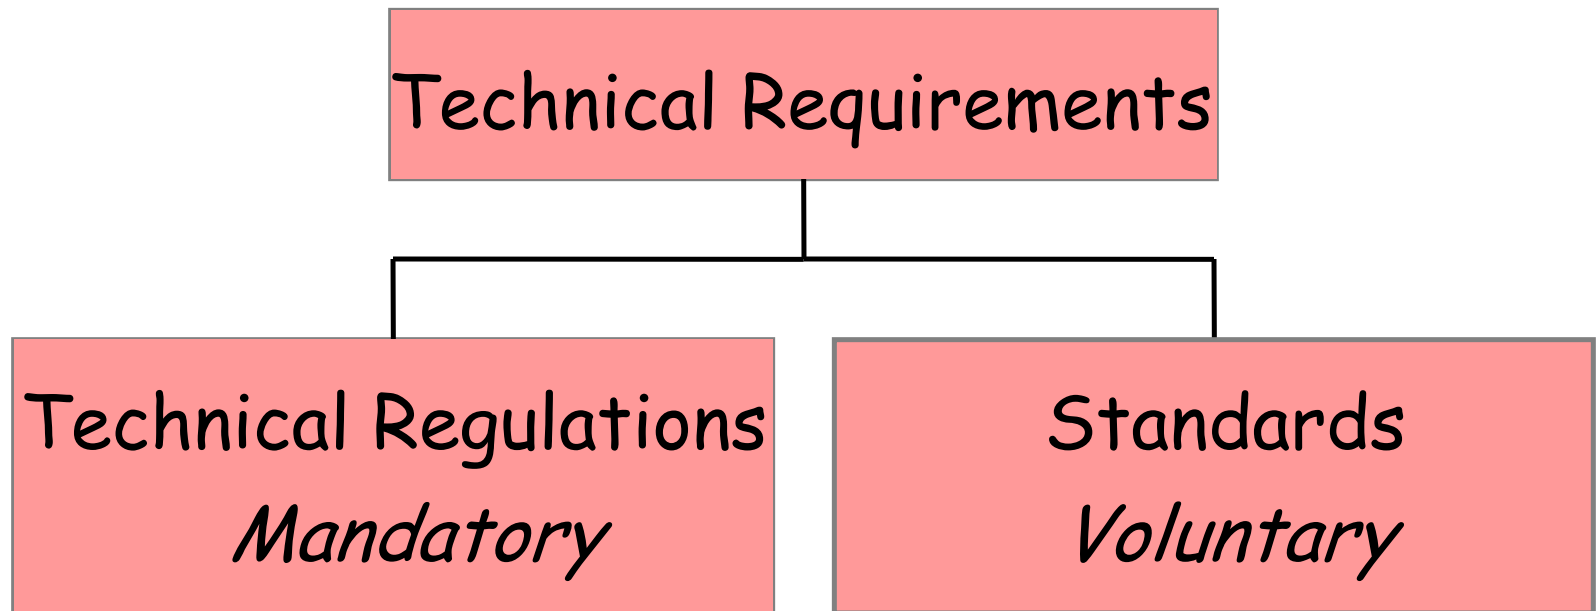 Technical Requirements
Technical Regulations
Mandatory
Standards
Voluntary